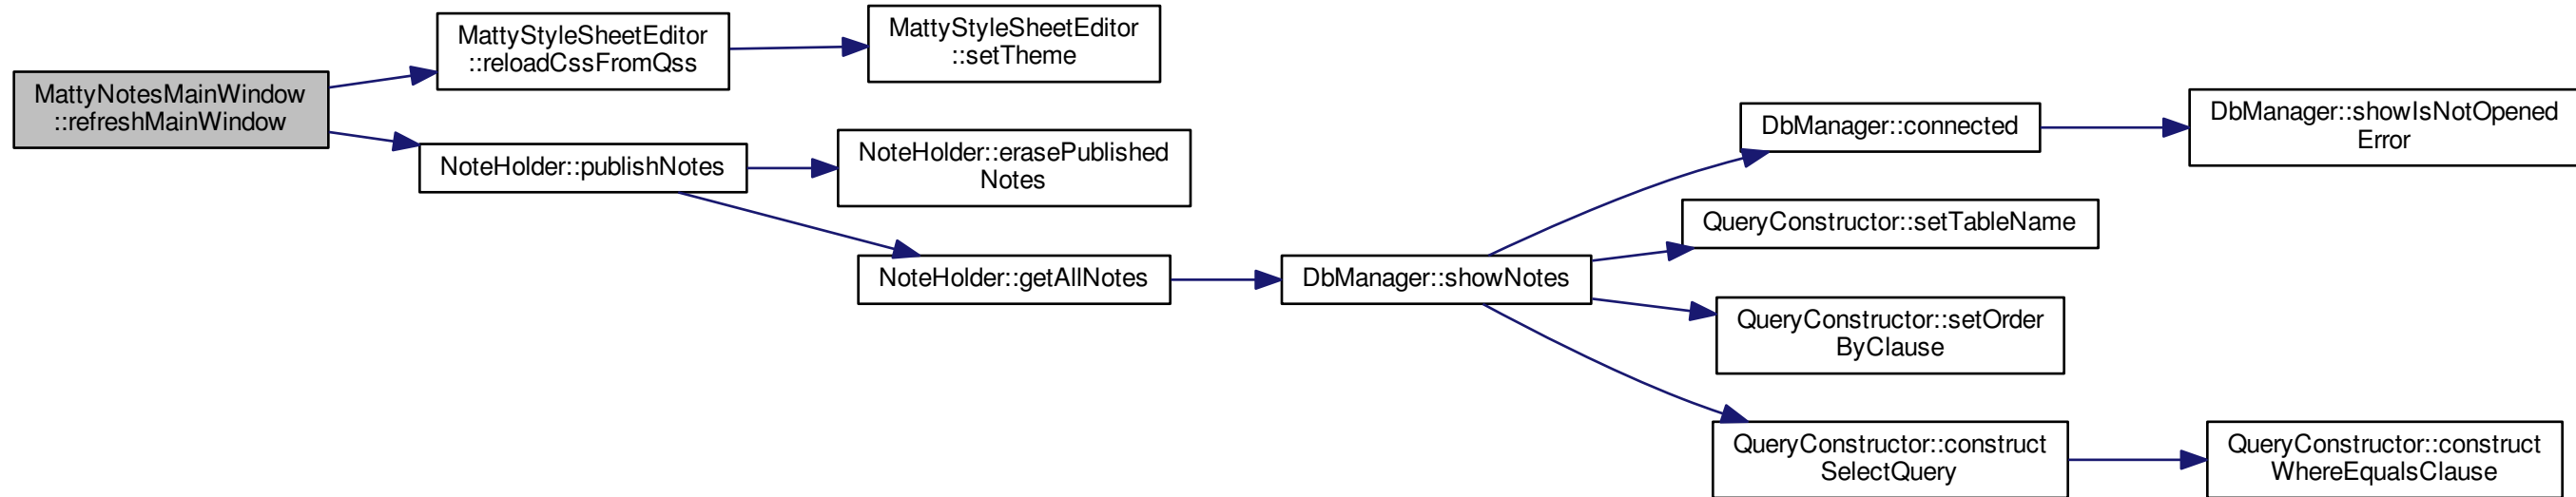 MattyNotesMainWindow
::refreshMainWindow
MattyStyleSheetEditor
::reloadCssFromQss
MattyStyleSheetEditor
::setTheme
NoteHolder::publishNotes
NoteHolder::erasePublished
Notes
NoteHolder::getAllNotes
DbManager::showNotes
DbManager::connected
DbManager::showIsNotOpened
Error
QueryConstructor::setTableName
QueryConstructor::setOrder
ByClause
QueryConstructor::construct
SelectQuery
QueryConstructor::construct
WhereEqualsClause